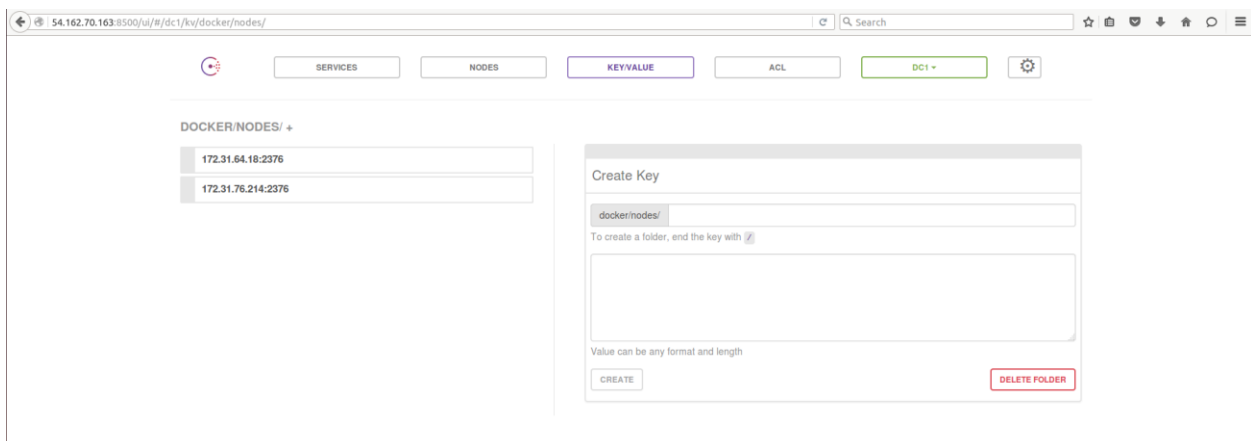 54.162.70.163:8500/ui/#/dc1/kv/docker/nodes/
Search
SERVICES
NODES
KEY/VALUE
ACL
DC1
DOCKER/NODES/ +
172.31.64.18:2376
172.31.76.214:2376
Create Key
docker/nodes/
To create a folder, end the key with /
Value can be any format and length
CREATE
DELETE FOLDER